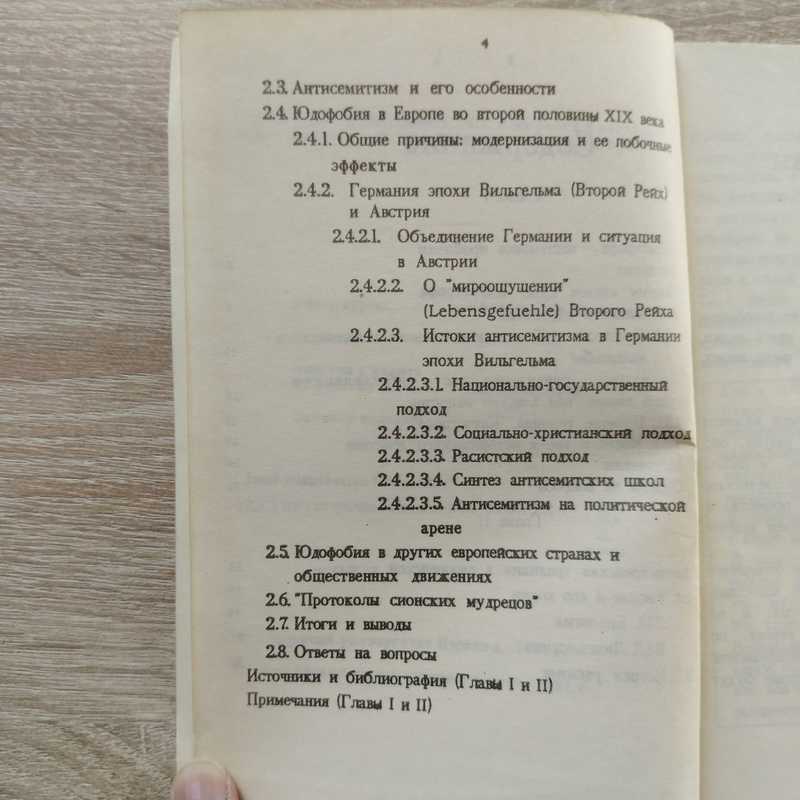 4
2.3. Антисемитизм и его особенности
2.4. Юдофобия в Европе во второй половины XIX века
2.4.1. Общие причины: модернизация и ее побочные
эффекты
2.4.2. Германия эпохи Вильгельма (Второй Рейх)
и Австрия
2.4.2.1. Объединение Германии и ситуация
в Австрии
2.4.2.2. О "мироощущении"
(Lebensgefuehle) Второго Рейха
2.4.2.3. Истоки антисемитизма в Германии
эпохи Вильгельма
2.4.2.3.1. Национально-государственный
подход
2.4.2.3.2. Социально-христианский подход
2.4.2.3.3. Расистский подход
2.4.2.3.4. Синтез антисемитских школ
2.4.2.3.5. Антисемитизм на политической
арене
2.5. Юдофобия в других европейских странах и
общественных движениях
2.6. "Протоколы сионских мудрецов"
2.7. Итоги и выводы
2.8. Ответы на вопросы
Источники и библиография (Главы I и II)
Примечания (Главы I и II)